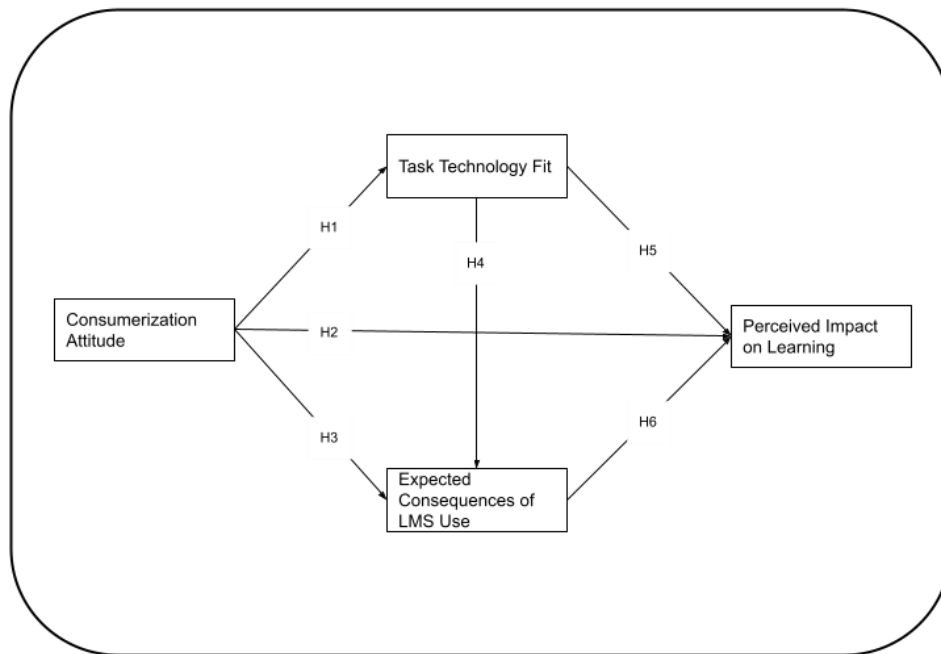 Task Technology Fit
H1
H5
H4
Consumerization
Attitude
H2
Perceived Impact
on Learning
H3
H6
Expected
Consequences of
LMS Use